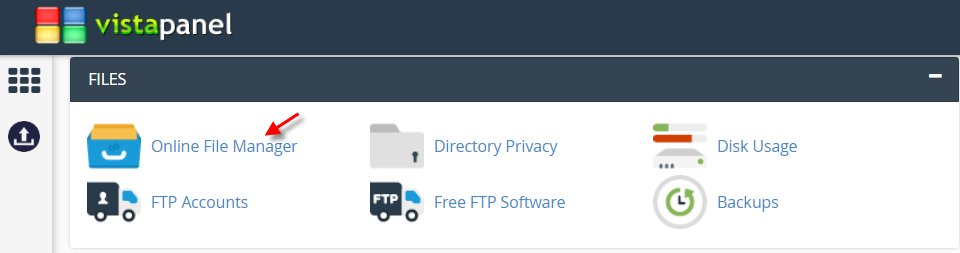 vistapanel
FILES
Online File Manager
Directory Privacy
Disk Usage
FTP Accounts
FTP
Free FTP Software
Backups